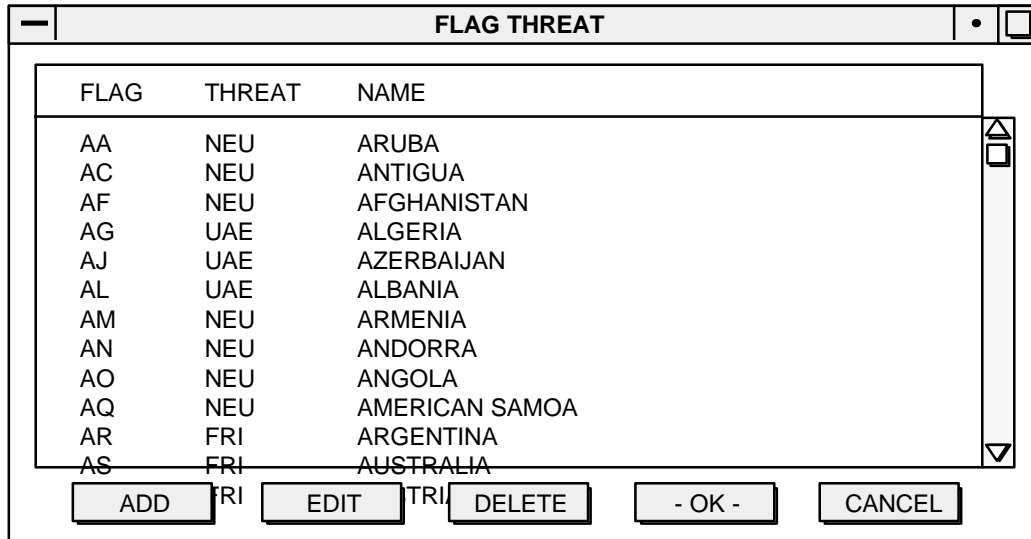 FLAG THREAT
FLAG THREAT NAME
AA NEU ARUBA
AC NEU ANTIGUA
AF NEU AFGHANISTAN
AG UAE ALGERIA
AJ UAE AZERBAIJAN
AL UAE ALBANIA
AM NEU ARMENIA
AN NEU ANDORRA
AO NEU ANGOLA
AQ NEU AMERICAN SAMOA
AR FRI ARGENTINA
AS FRI AUSTRALIA
FRI
ADD EDIT DELETE - OK - CANCEL